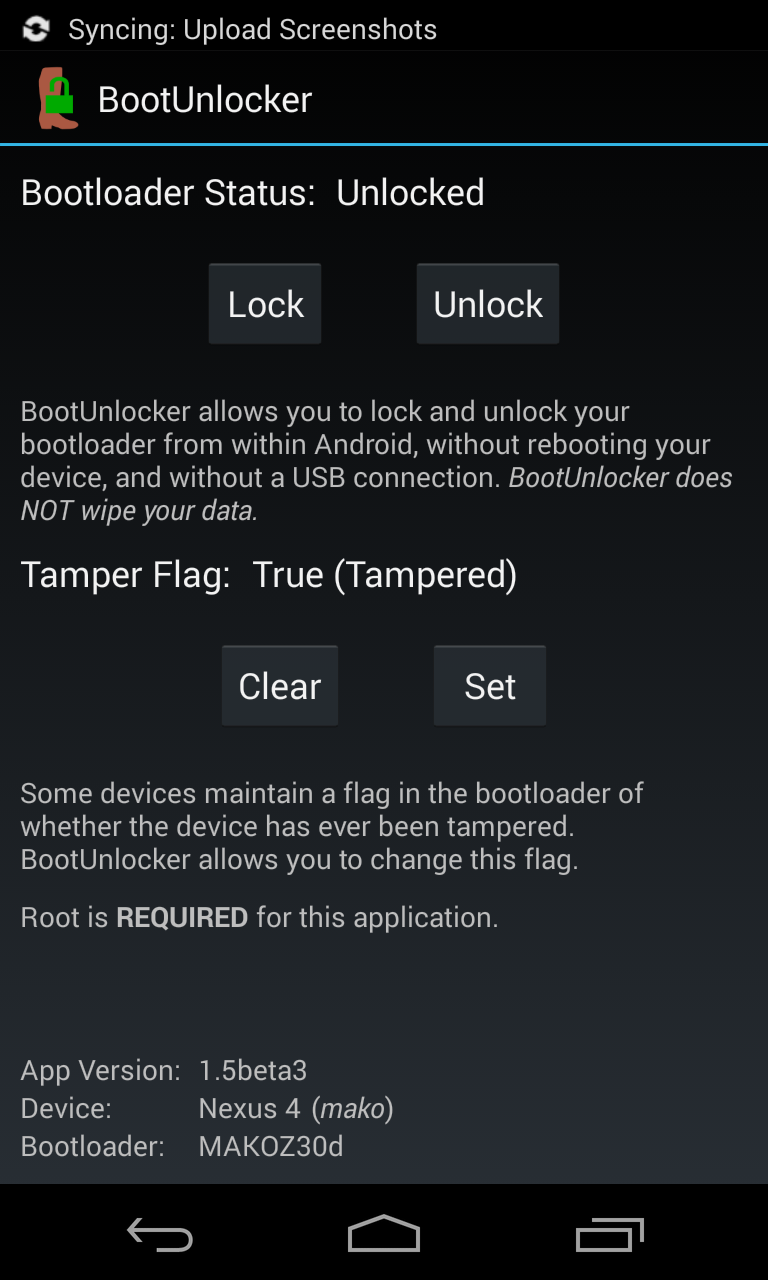 Syncing: Upload Screenshots
BootUnlocker
Bootloader Status: Unlocked
Lock Unlock
BootUnlocker allows you to lock and unlock your
bootloader from within Android, without rebooting your
device, and without a USB connection. BootUnlocker does
NOT wipe your data.
Tamper Flag: True (Tampered)
Clear Set
Some devices maintain a flag in the bootloader of
whether the device has ever been tampered.
BootUnlocker allows you to change this flag.
Root is REQUIRED for this application.
App Version: 1.5beta3
Device: Nexus 4 (mako)
Bootloader: MAKOZ30d